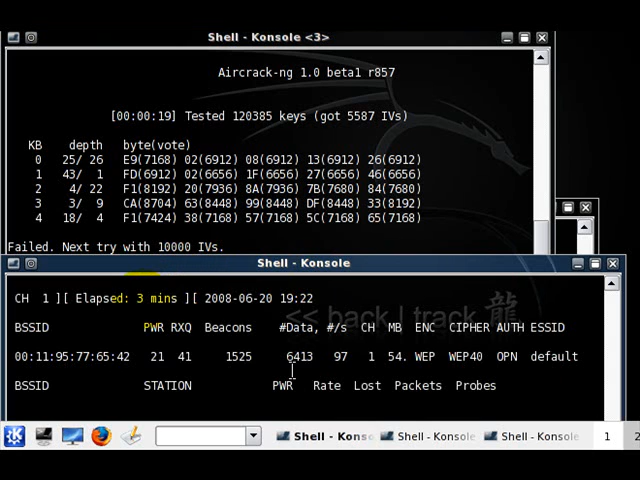 Shell - Konsole <3>
Aircrack-ng 1.0 beta1 r857
[00:00:19] Tested 120385 keys (got 5587 IVs)
KB depth byte(vote)
0 25/ 26 E9(7168) 02(6912) 08(6912) 13(6912) 26(6912)
1 43/ 1 FD(6912) 02(6656) 1F(6656) 27(6656) 46(6656)
2 4/ 22 F1(8192) 20(7936) 8A(7936) 7B(7680) 84(7680)
3 3/ 9 CA(8704) 63(8448) 99(8448) DF(8448) 33(8192)
4 18/ 4 F1(7424) 38(7168) 57(7168) 5C(7168) 65(7168)
Failed. Next try with 10000 IVs.
Shell - Konsole
CH 1 ][ Elapsed: 3 mins ][ 2008-06-20 19:22
<< back | track 龍
BSSID PWR RXQ Beacons #Data, #/s CH MB ENC CIPHER AUTH ESSID
00:11:95:77:65:42 21 41 1525 6413 97 1 54. WEP WEP40 OPN default
BSSID STATION PWR Rate Lost Packets Probes
Shell - Konso Shell - Konsole Shell - Konsole 1 2